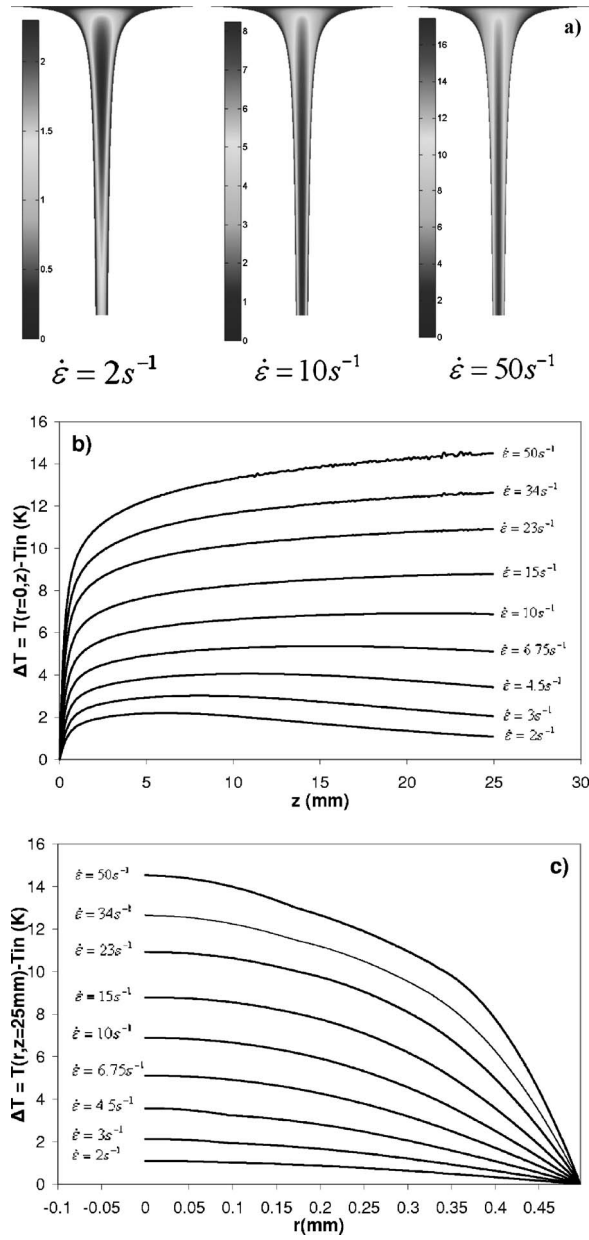 a)
2
1.5
1
0.5
0
8
7
6
5
4
3
2
1
0
16
14
12
10
8
6
4
2
0
ε̇ = 2s⁻¹
ε̇ = 10s⁻¹
ε̇ = 50s⁻¹
b)
ΔT = T(r=0,z)-Tin (K)
16
14
12
10
8
6
4
2
0
ε̇ = 50s⁻¹
ε̇ = 34s⁻¹
ε̇ = 23s⁻¹
ε̇ = 15s⁻¹
ε̇ = 10s⁻¹
ε̇ = 6.75s⁻¹
ε̇ = 4.5s⁻¹
ε̇ = 3s⁻¹
ε̇ = 2s⁻¹
0 5 10 15 20 25 30
z (mm)
c)
ΔT = T(r,z=25mm)-Tin (K)
16
14
12
10
8
6
4
2
0
ε̇ = 50s⁻¹
ε̇ = 34s⁻¹
ε̇ = 23s⁻¹
ε̇ = 15s⁻¹
ε̇ = 10s⁻¹
ε̇ = 6.75s⁻¹
ε̇ = 4.5s⁻¹
ε̇ = 3s⁻¹
ε̇ = 2s⁻¹
-0.1 -0.05 0 0.05 0.1 0.15 0.2 0.25 0.3 0.35 0.4 0.45
r(mm)